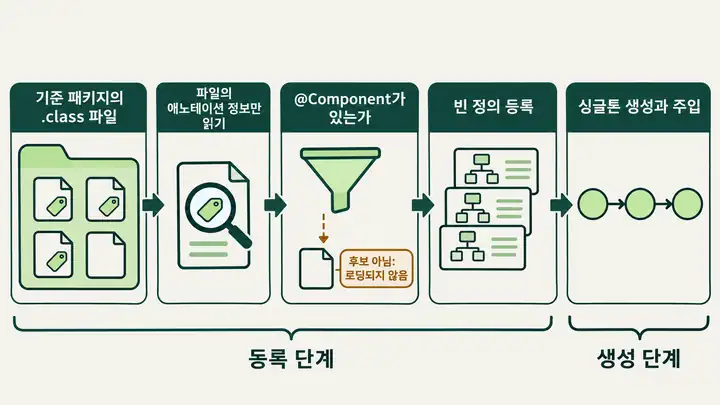 기준 패키지의
.class 파일
파일의
애노테이션 정보만
읽기
@Component가
있는가
빈 정의 등록
싱글톤 생성과 주입
후보 아님:
로딩되지 않음
등록 단계
생성 단계